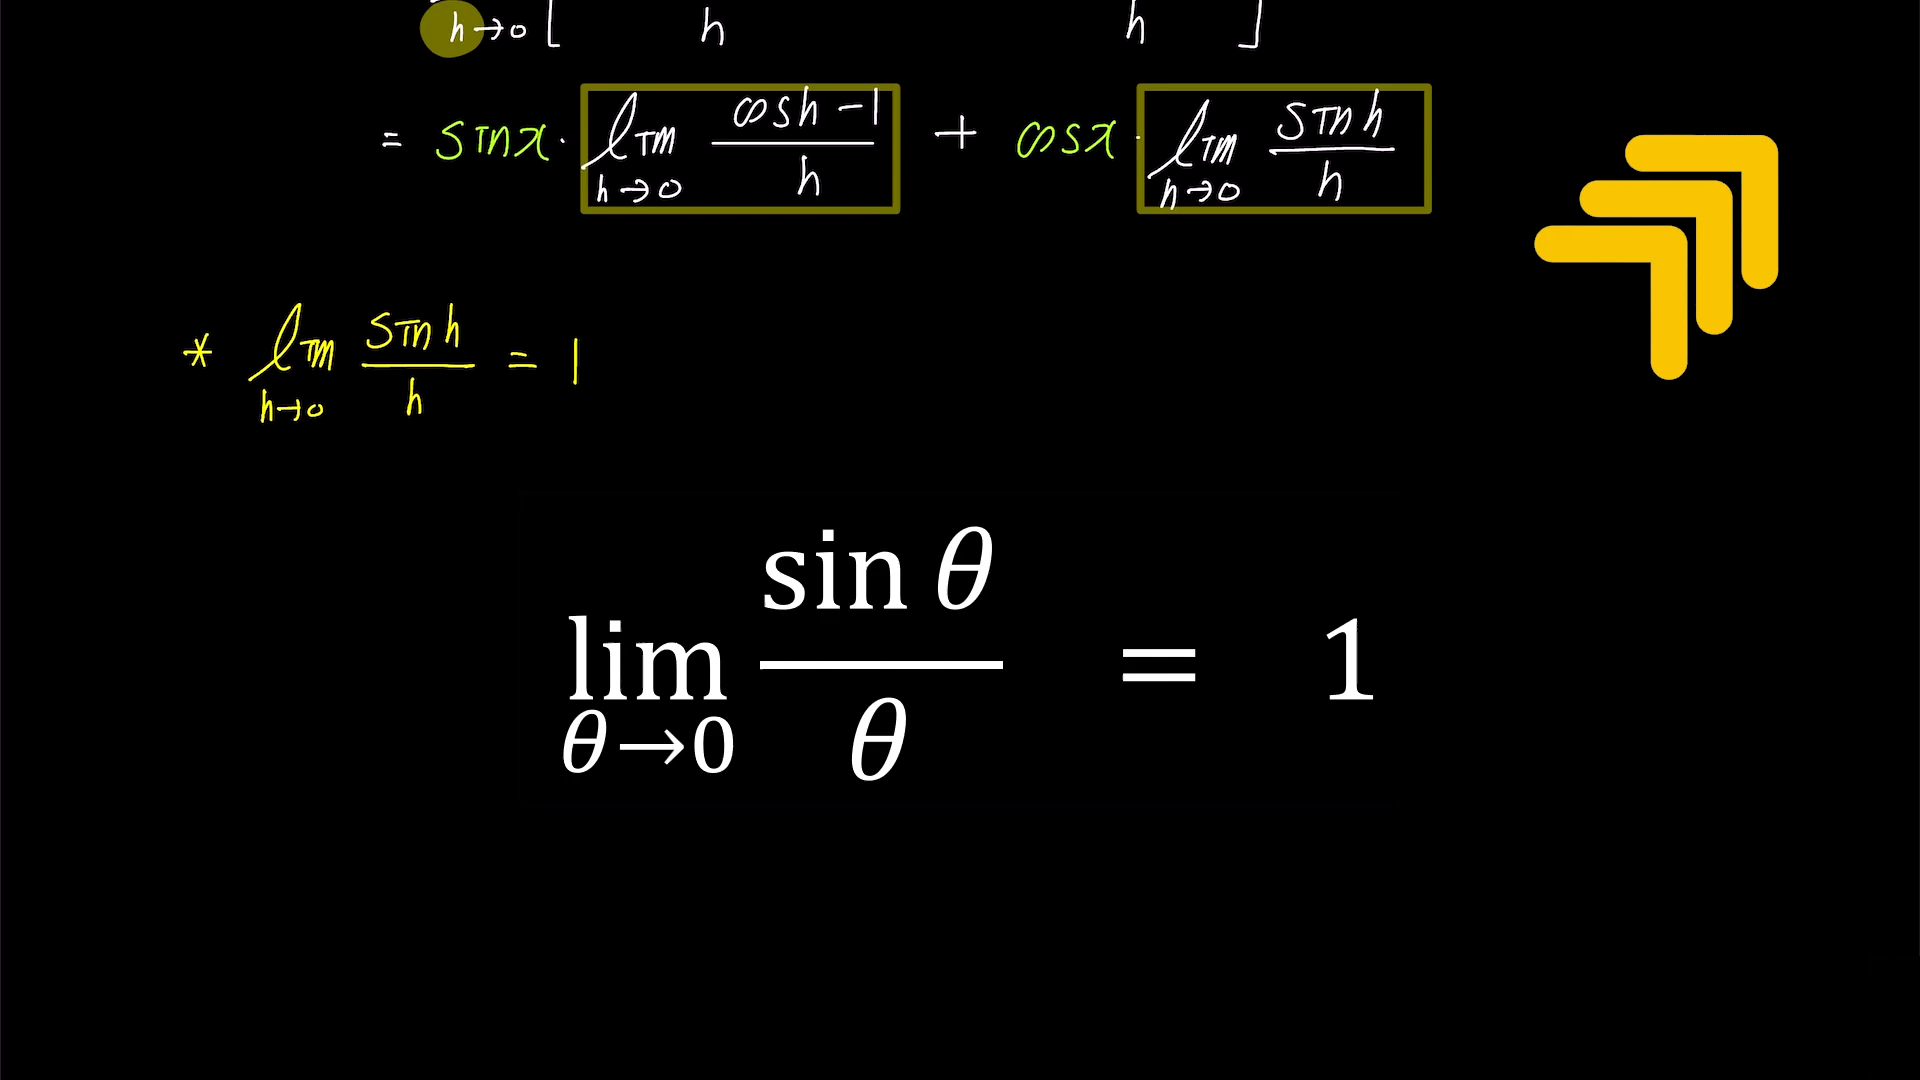 h→0 [ h h ]
= sinx · lim h→0 (cosh −1)/h + cosx · lim h→0 (sinh)/h
* lim h→0 (sinh)/h = 1
lim θ→0 (sin θ)/θ = 1